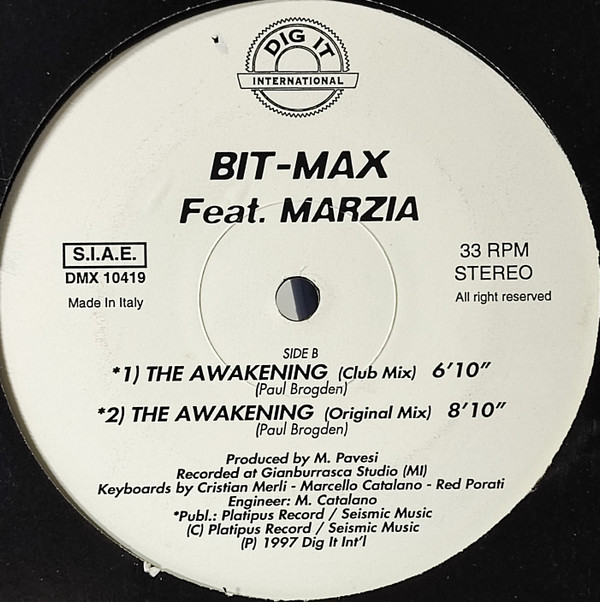 DIG IT
INTERNATIONAL
BIT-MAX
Feat. MARZIA
S.I.A.E.
DMX 10419
Made in Italy
33 RPM
STEREO
All right reserved
SIDE B
*1) THE AWAKENING (Club Mix) 6'10"
(Paul Brogden)
*2) THE AWAKENING (Original Mix) 8'10"
(Paul Brogden)
Produced by M. Pavesi
Recorded at Gianburrasca Studio (MI)
Keyboards by Cristian Merli - Marcello Catalano - Red Porati
Engineer: M. Catalano
*Publ.: Platipus Record / Seismic Music
(C) Platipus Record / Seismic Music
(P) 1997 Dig It Int'l